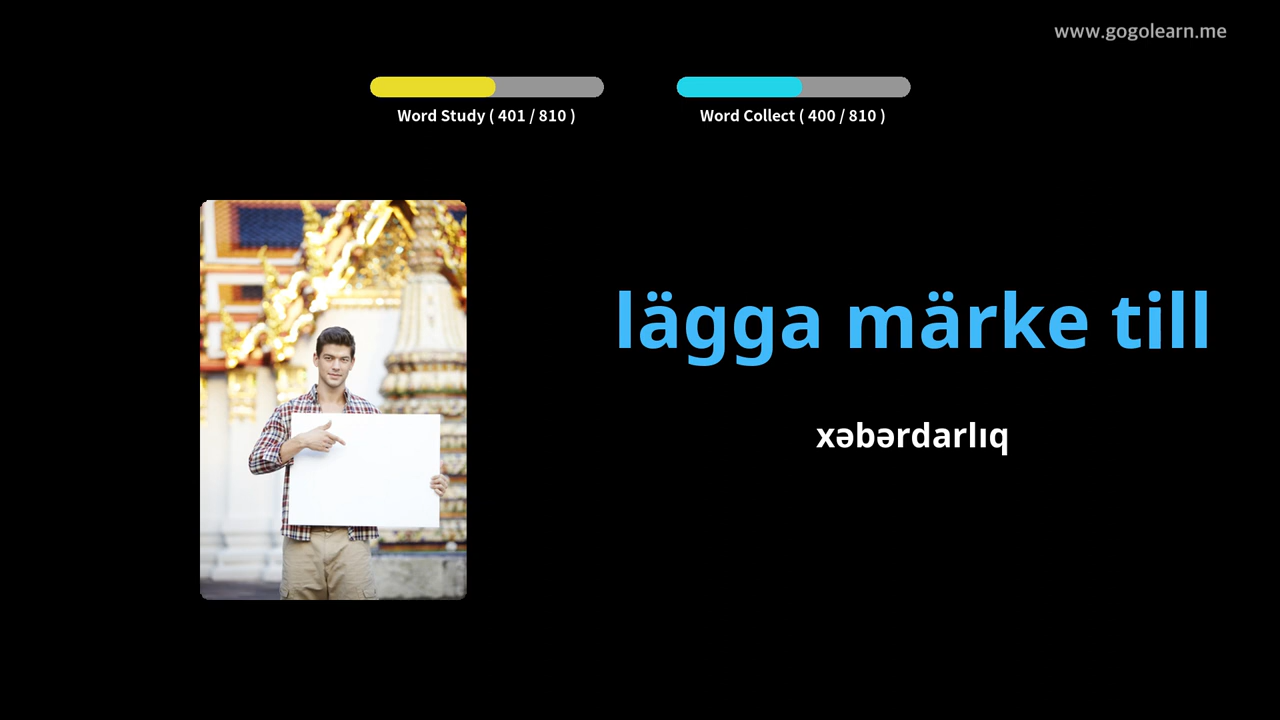 www.gogolearn.me
Word Study ( 401 / 810 )
Word Collect ( 400 / 810 )
lägga märke till
xəbərdarlıq